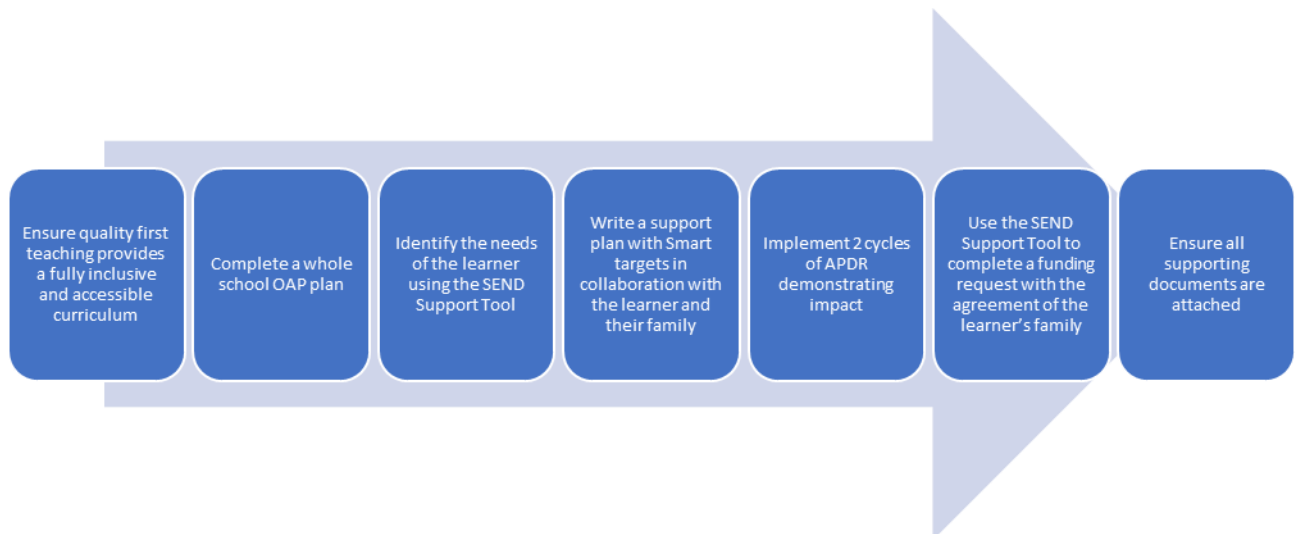 Ensure quality first
teaching provides
a fully inclusive
and accessible
curriculum
Complete a whole
school OAP plan
Identify the needs
of the learner
using the SEND
Support Tool
Write a support
plan with Smart
targets in
collaboration with
the learner and
their family
Implement 2 cycles
of APDR
demonstrating
impact
Use the SEND
Support Tool to
complete a funding
request with the
agreement of the
learner’s family
Ensure all
supporting
documents are
attached